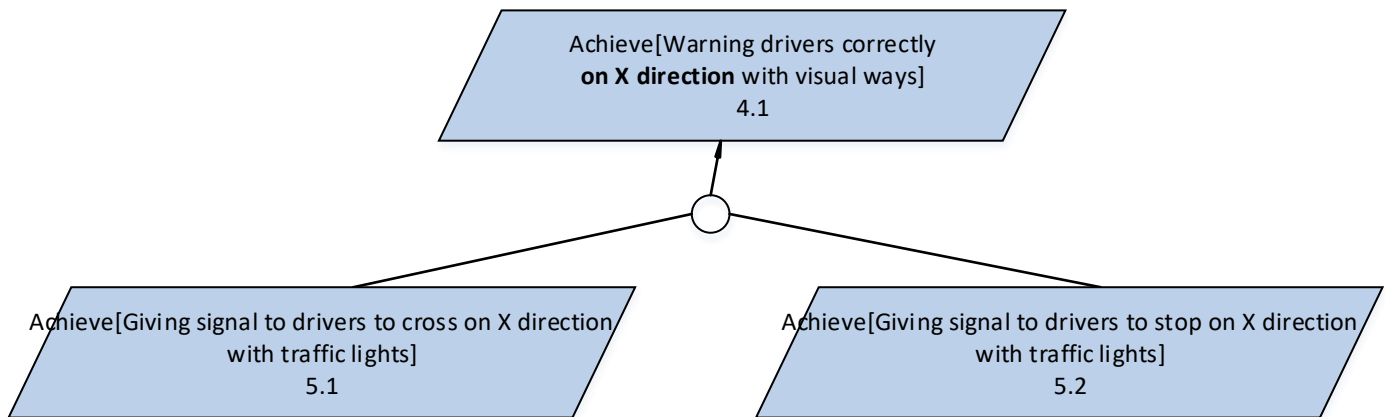 Achieve[Warning drivers correctly
on X direction with visual ways]
4.1
Achieve[Giving signal to drivers to cross on X direction
with traffic lights]
5.1
Achieve[Giving signal to drivers to stop on X direction
with traffic lights]
5.2